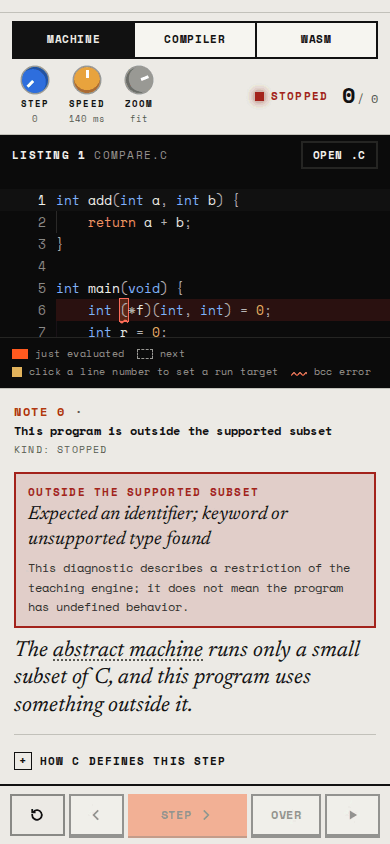 MACHINE COMPILER WASM
STEP SPEED ZOOM
0 140 ms fit
STOPPED 0 / 0
LISTING 1 COMPARE.C OPEN .C
1 int add(int a, int b) {
2 return a + b;
3 }
4
5 int main(void) {
6 int (*f)(int, int) = 0;
7 int r = 0;
just evaluated next
click a line number to set a run target bcc error
NOTE 0 ·
This program is outside the supported subset
KIND: STOPPED
OUTSIDE THE SUPPORTED SUBSET
Expected an identifier; keyword or
unsupported type found
This diagnostic describes a restriction of the
teaching engine; it does not mean the program
has undefined behavior.
The abstract machine runs only a small
subset of C, and this program uses
something outside it.
+ HOW C DEFINES THIS STEP
STEP > OVER